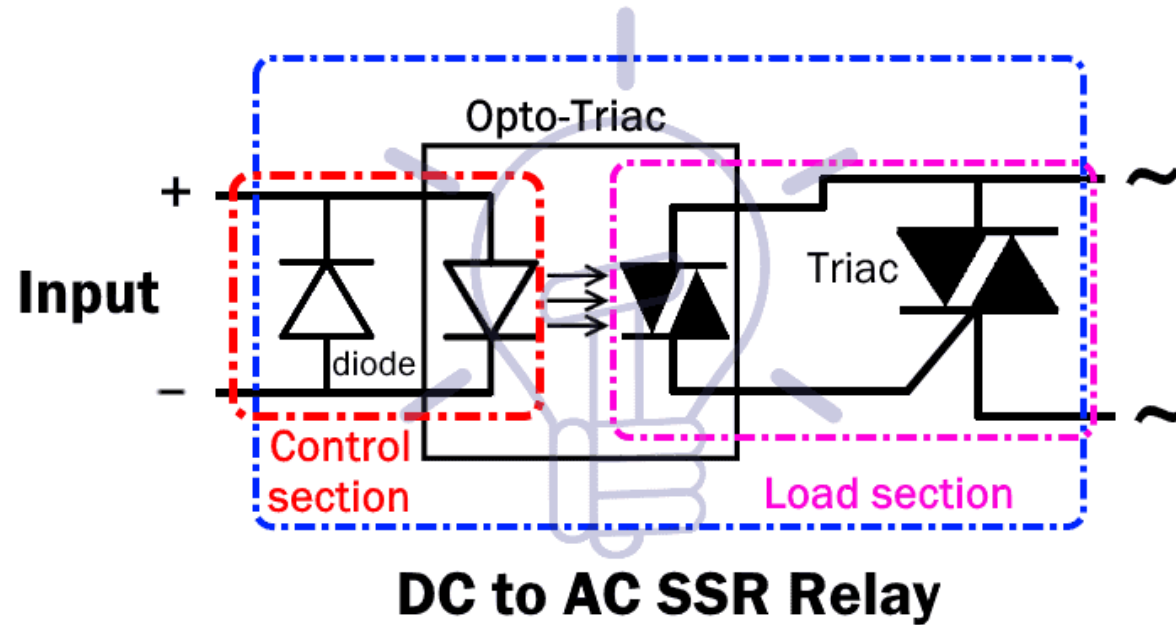 Opto-Triac
+
~
Input
Triac
diode
–
~
Control
section
Load section
DC to AC SSR Relay